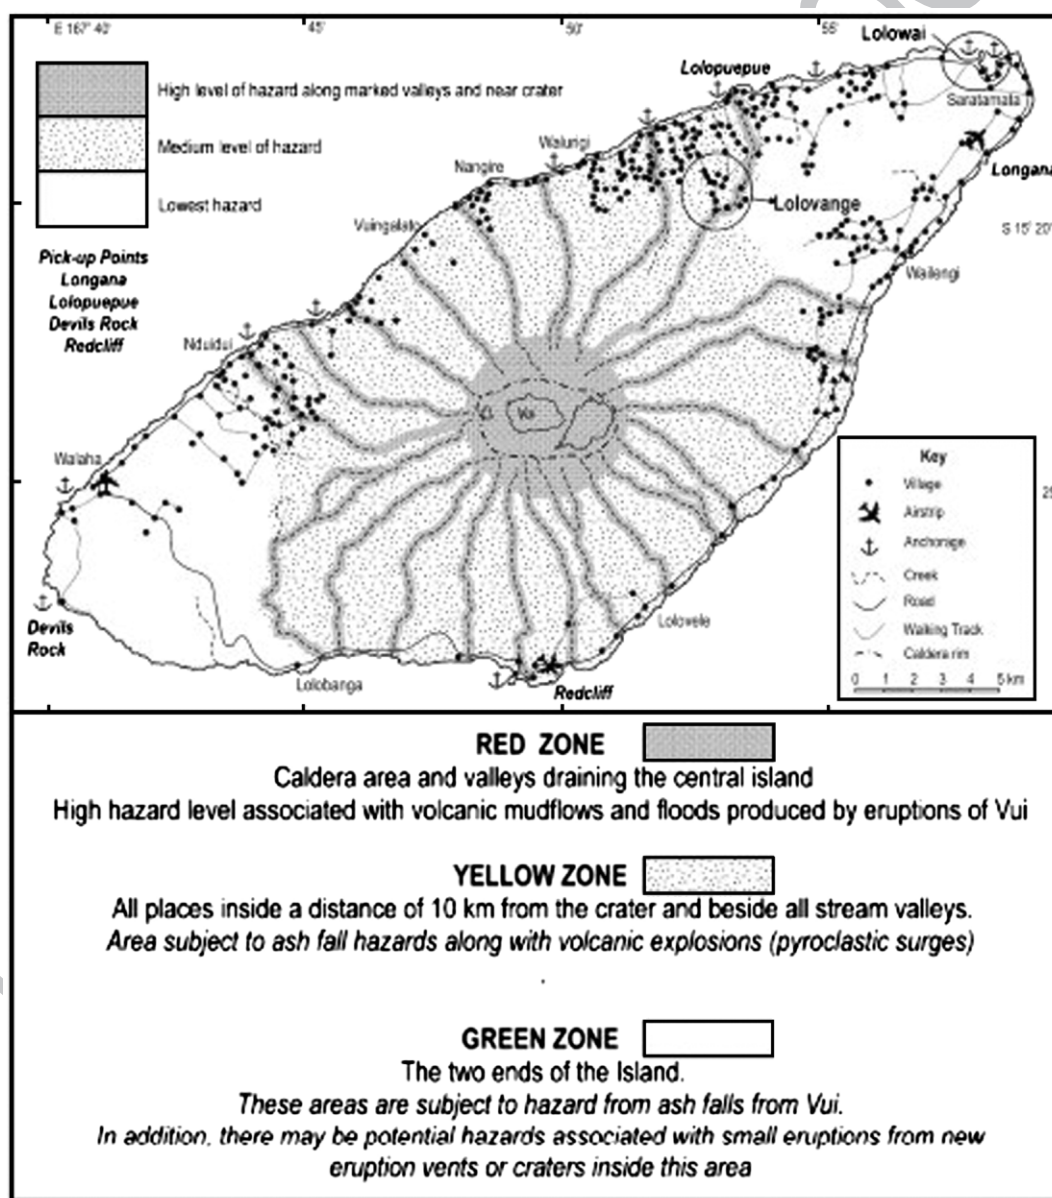 E 167° 40'
45'
50'
55'
Lolowai
Lolopuepue
High level of hazard along marked valleys and near crater
Saratamata
Medium level of hazard
Walurigi
Nangire
Longana
Lowest hazard
Lolovange
Vuingalato
S 15° 20'
Pick-up Points
Longana
Lolopuepue
Devils Rock
Redcliff
Wailengi
Nduidui
Vui
Walaha
Key
Village
Airstrip
Anchorage
Creek
Road
Walking Track
Caldera rim
0 1 2 3 4 5 km
25
Devils
Rock
Lolovele
Lolobanga
Redcliff
RED ZONE
Caldera area and valleys draining the central island
High hazard level associated with volcanic mudflows and floods produced by eruptions of Vui
YELLOW ZONE
All places inside a distance of 10 km from the crater and beside all stream valleys.
Area subject to ash fall hazards along with volcanic explosions (pyroclastic surges)
GREEN ZONE
The two ends of the Island.
These areas are subject to hazard from ash falls from Vui.
In addition, there may be potential hazards associated with small eruptions from new
eruption vents or craters inside this area